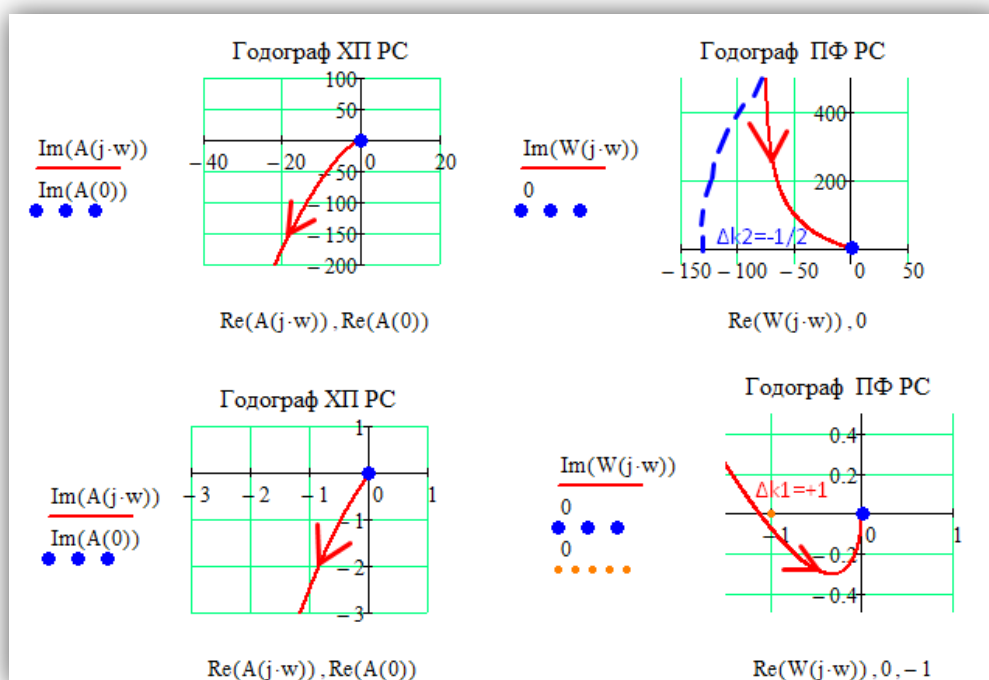 Годограф ХП РС
Im(A(j·w))
Im(A(0))
100
50
−40
−20
0
20
−50
−100
−150
−200
Re(A(j·w)),Re(A(0))
Годограф ПФ РС
Im(W(j·w))
0
400
200
Δk2=-1/2
−150
−100
−50
0
50
Re(W(j·w)),0
Годограф ХП РС
Im(A(j·w))
Im(A(0))
1
−3
−2
−1
0
1
−1
−2
−3
Re(A(j·w)),Re(A(0))
Годограф ПФ РС
Im(W(j·w))
0
0
0.4
0.2
Δk1=+1
−1
0
1
−0.2
−0.4
Re(W(j·w)),0,−1